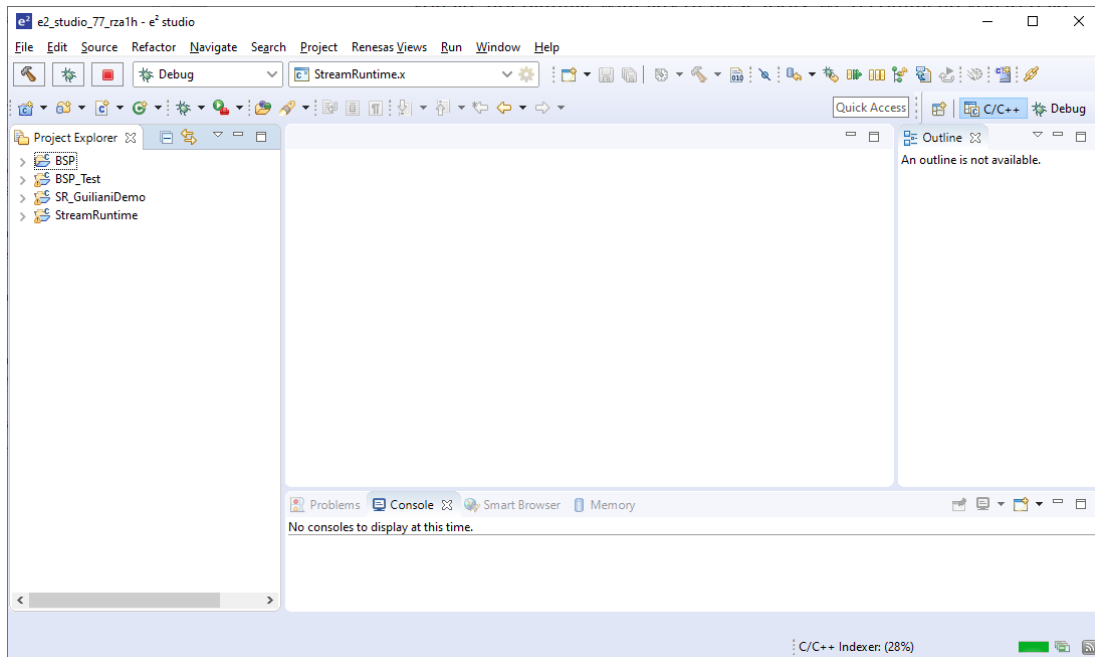 e² e2_studio_77_rza1h - e² studio
File Edit Source Refactor Navigate Search Project Renesas Views Run Window Help
Debug StreamRuntime.x
Quick Access C/C++ Debug
Project Explorer
BSP
BSP_Test
SR_GuilianiDemo
StreamRuntime
Outline
An outline is not available.
Problems Console Smart Browser Memory
No consoles to display at this time.
C/C++ Indexer: (28%)